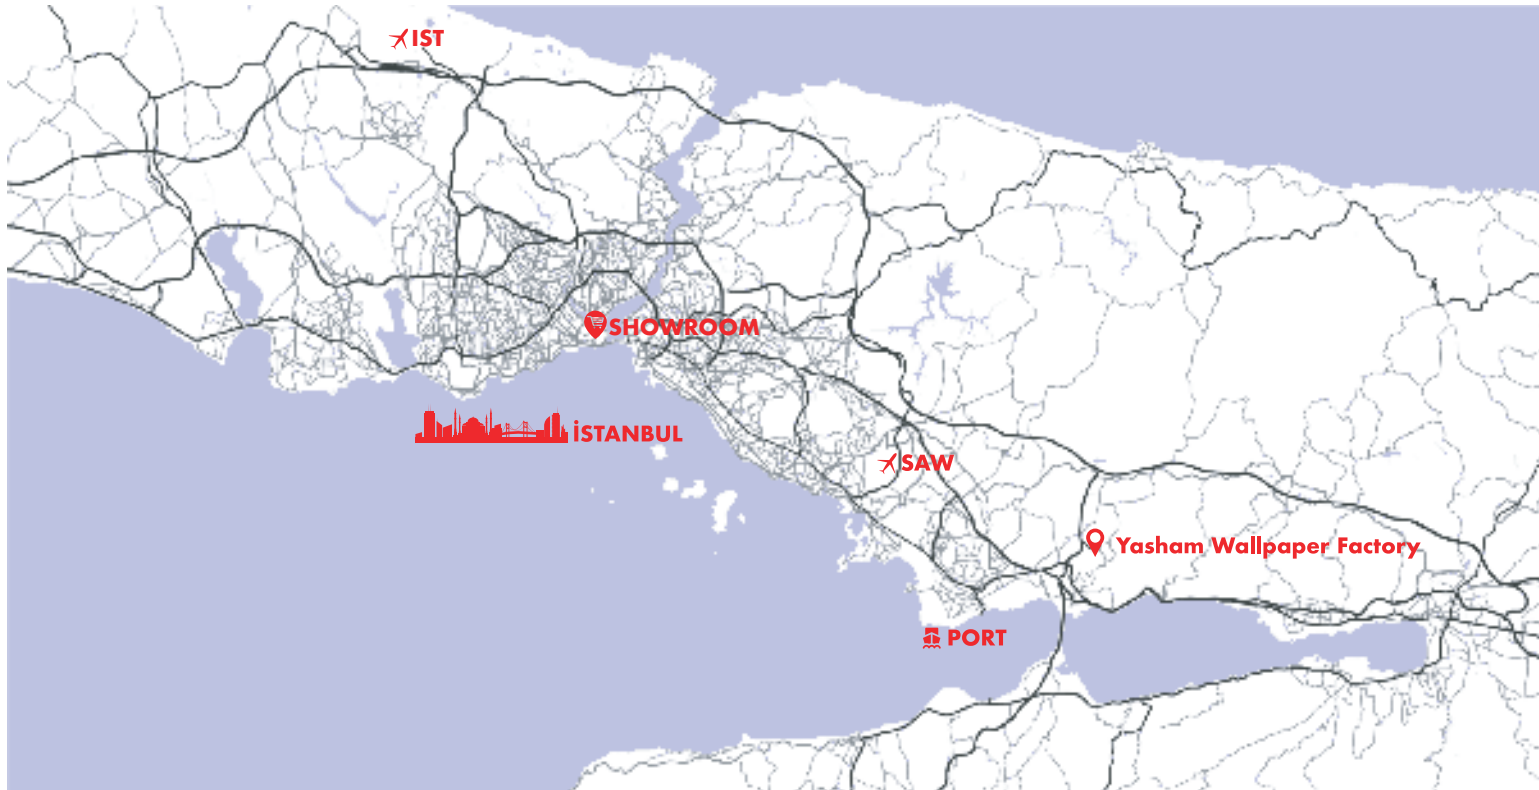 IST
SHOWROOM
İSTANBUL
SAW
Yasham Wallpaper Factory
PORT